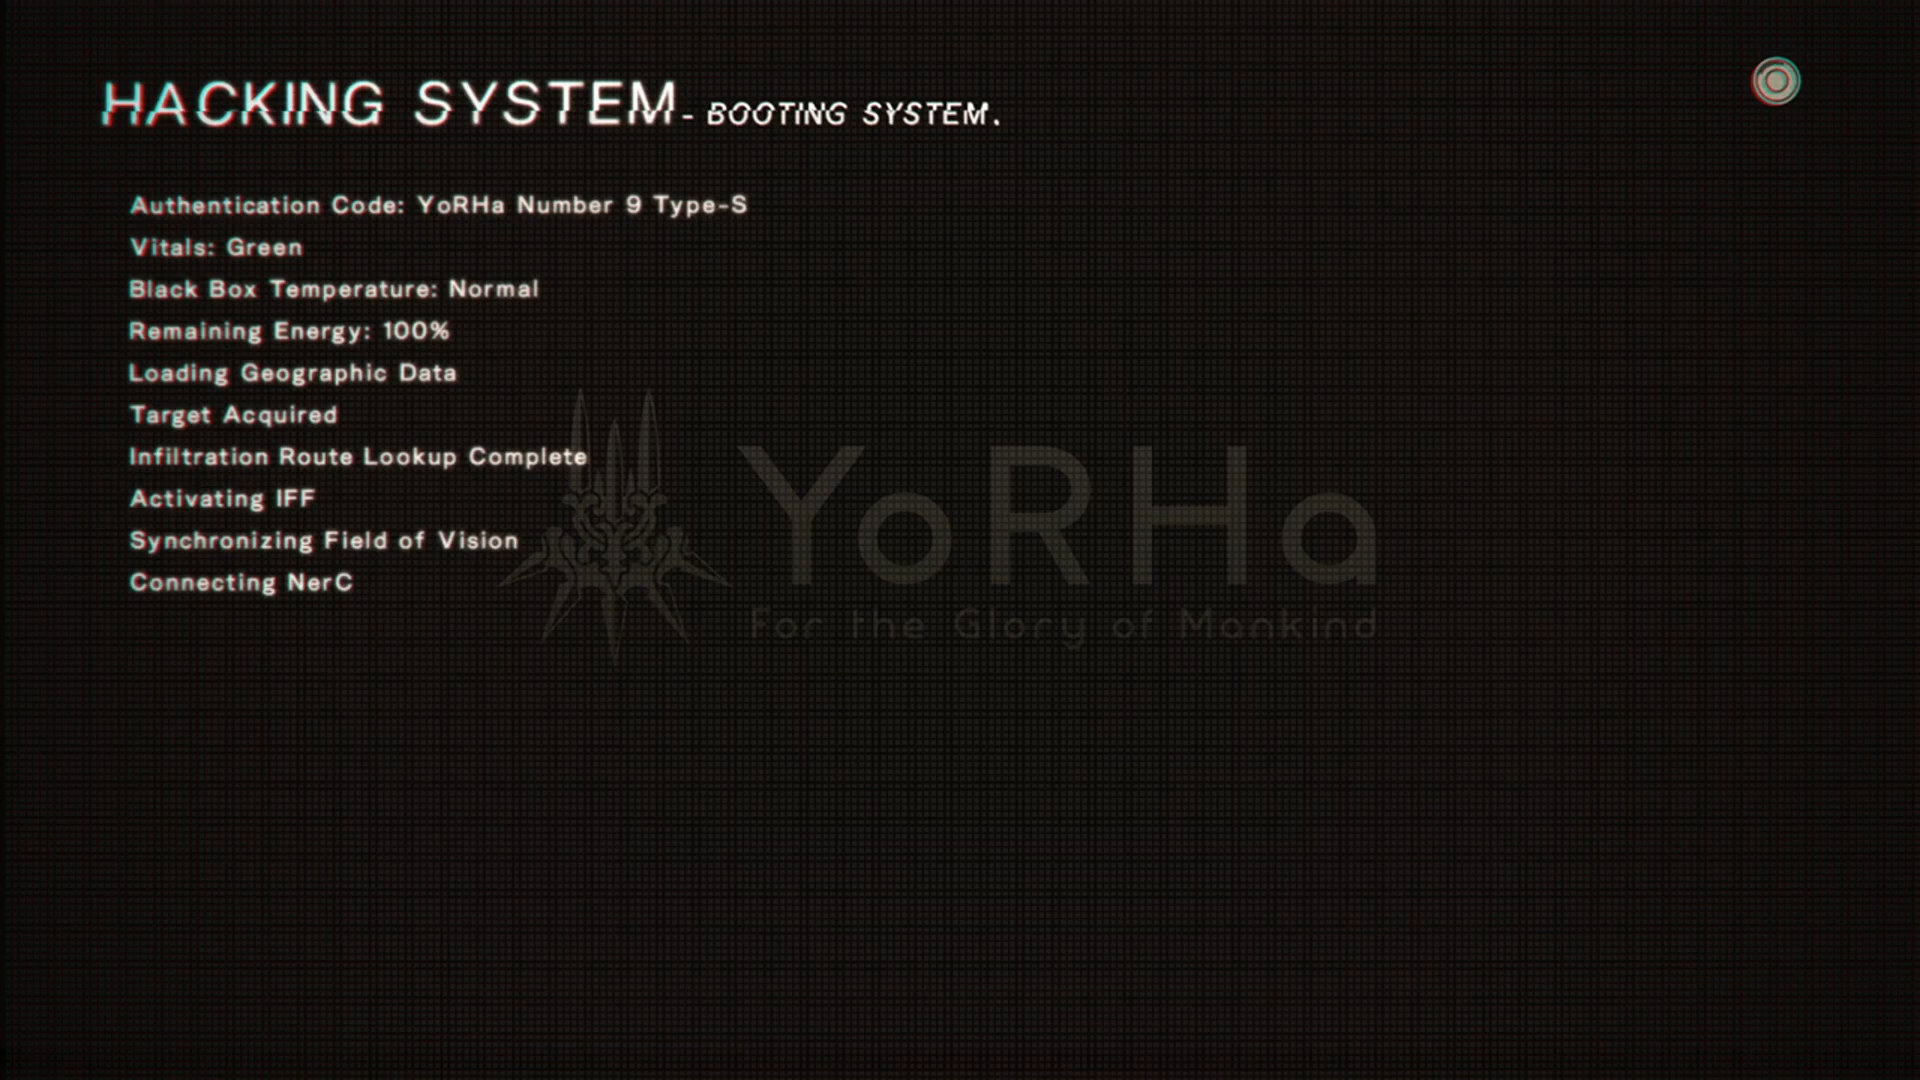 HACKING SYSTEM - BOOTING SYSTEM.
Authentication Code: YoRHa Number 9 Type-S
Vitals: Green
Black Box Temperature: Normal
Remaining Energy: 100%
Loading Geographic Data
Target Acquired
Infiltration Route Lookup Complete
Activating IFF
Synchronizing Field of Vision
Connecting NerC
YoRHa
For the Glory of Mankind